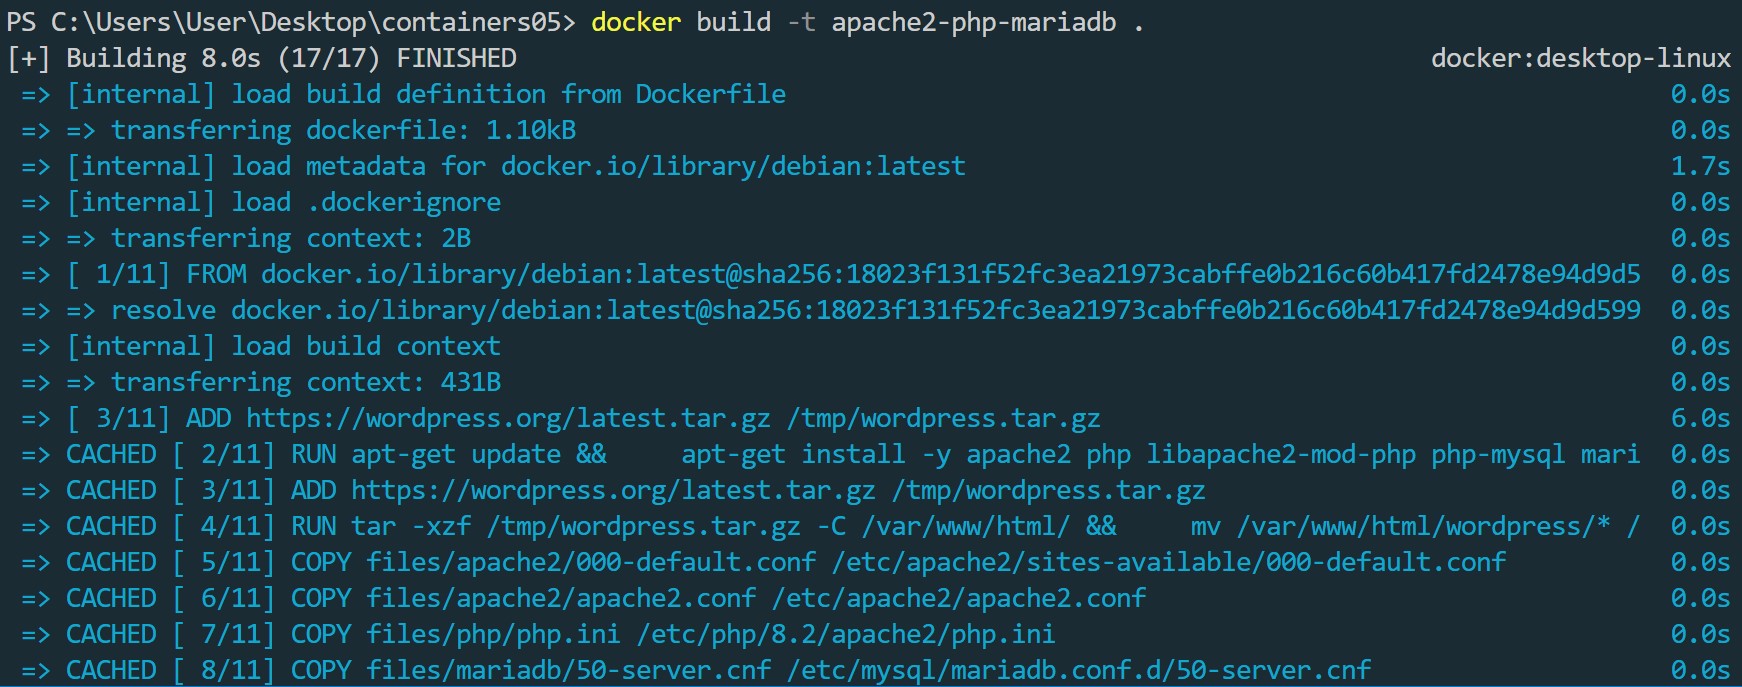 PS C:\Users\User\Desktop\containers05> docker build -t apache2-php-mariadb .
[+] Building 8.0s (17/17) FINISHED docker:desktop-linux
=> [internal] load build definition from Dockerfile 0.0s
=> => transferring dockerfile: 1.10kB 0.0s
=> [internal] load metadata for docker.io/library/debian:latest 1.7s
=> [internal] load .dockerignore 0.0s
=> => transferring context: 2B 0.0s
=> [ 1/11] FROM docker.io/library/debian:latest@sha256:18023f131f52fc3ea21973cabffe0b216c60b417fd2478e94d9d5 0.0s
=> => resolve docker.io/library/debian:latest@sha256:18023f131f52fc3ea21973cabffe0b216c60b417fd2478e94d9d599 0.0s
=> [internal] load build context 0.0s
=> => transferring context: 431B 0.0s
=> [ 3/11] ADD https://wordpress.org/latest.tar.gz /tmp/wordpress.tar.gz 6.0s
=> CACHED [ 2/11] RUN apt-get update &&     apt-get install -y apache2 php libapache2-mod-php php-mysql mari 0.0s
=> CACHED [ 3/11] ADD https://wordpress.org/latest.tar.gz /tmp/wordpress.tar.gz 0.0s
=> CACHED [ 4/11] RUN tar -xzf /tmp/wordpress.tar.gz -C /var/www/html/ &&     mv /var/www/html/wordpress/* / 0.0s
=> CACHED [ 5/11] COPY files/apache2/000-default.conf /etc/apache2/sites-available/000-default.conf 0.0s
=> CACHED [ 6/11] COPY files/apache2/apache2.conf /etc/apache2/apache2.conf 0.0s
=> CACHED [ 7/11] COPY files/php/php.ini /etc/php/8.2/apache2/php.ini 0.0s
=> CACHED [ 8/11] COPY files/mariadb/50-server.cnf /etc/mysql/mariadb.conf.d/50-server.cnf 0.0s